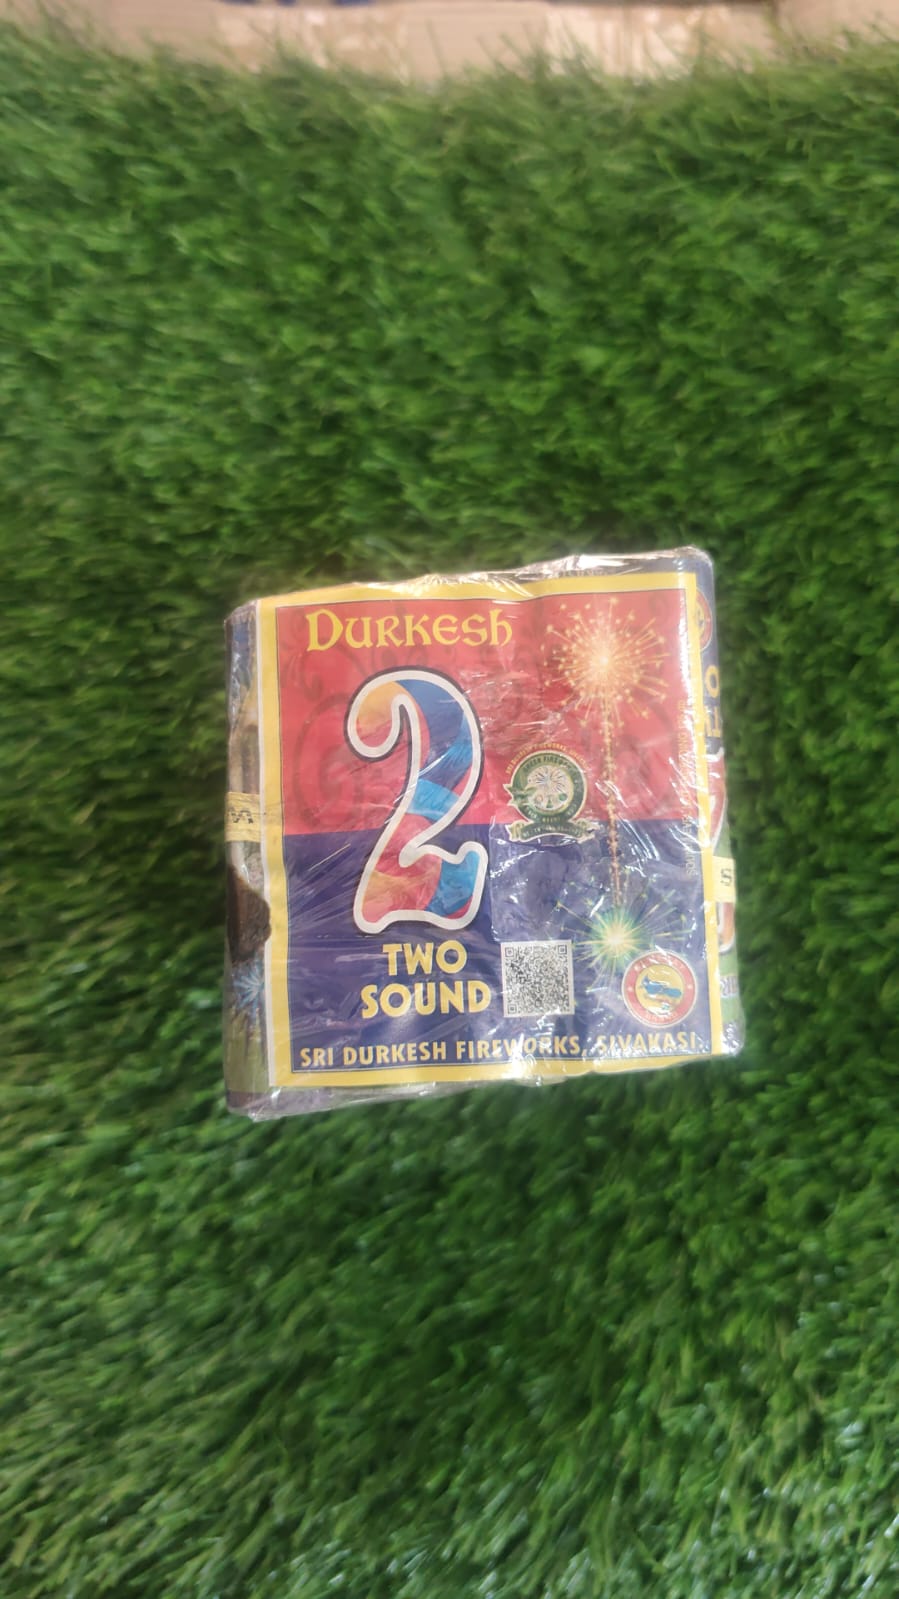 DURKESH
2
TWO
SOUND
SRI DURKESH FIREWORKS, SIVAKASI